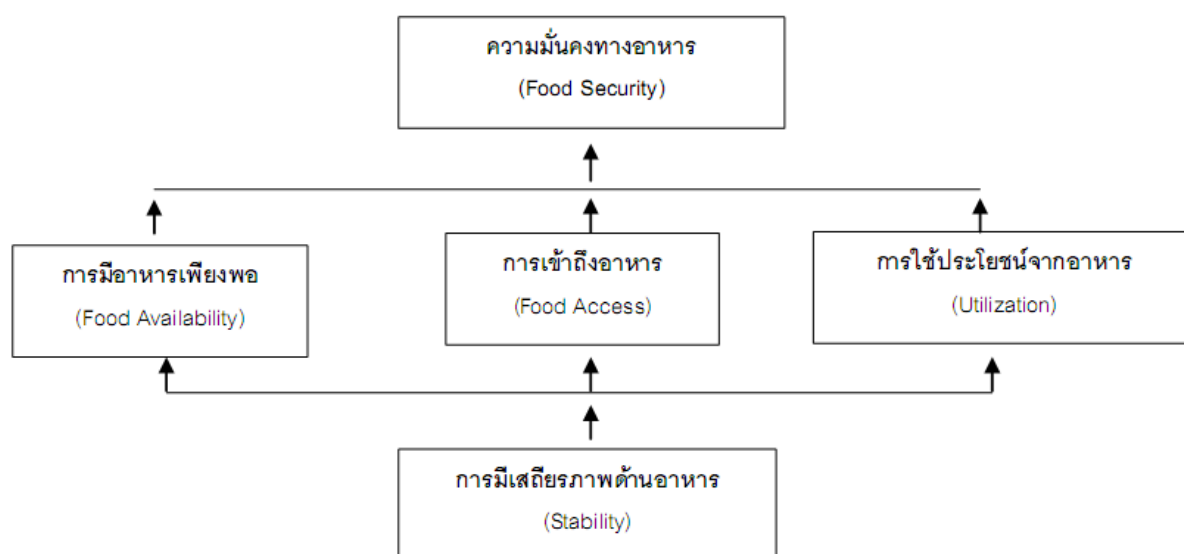 ความมั่นคงทางอาหาร
(Food Security)
การมีอาหารเพียงพอ
(Food Availability)
การเข้าถึงอาหาร
(Food Access)
การใช้ประโยชน์จากอาหาร
(Utilization)
การมีเสถียรภาพด้านอาหาร
(Stability)